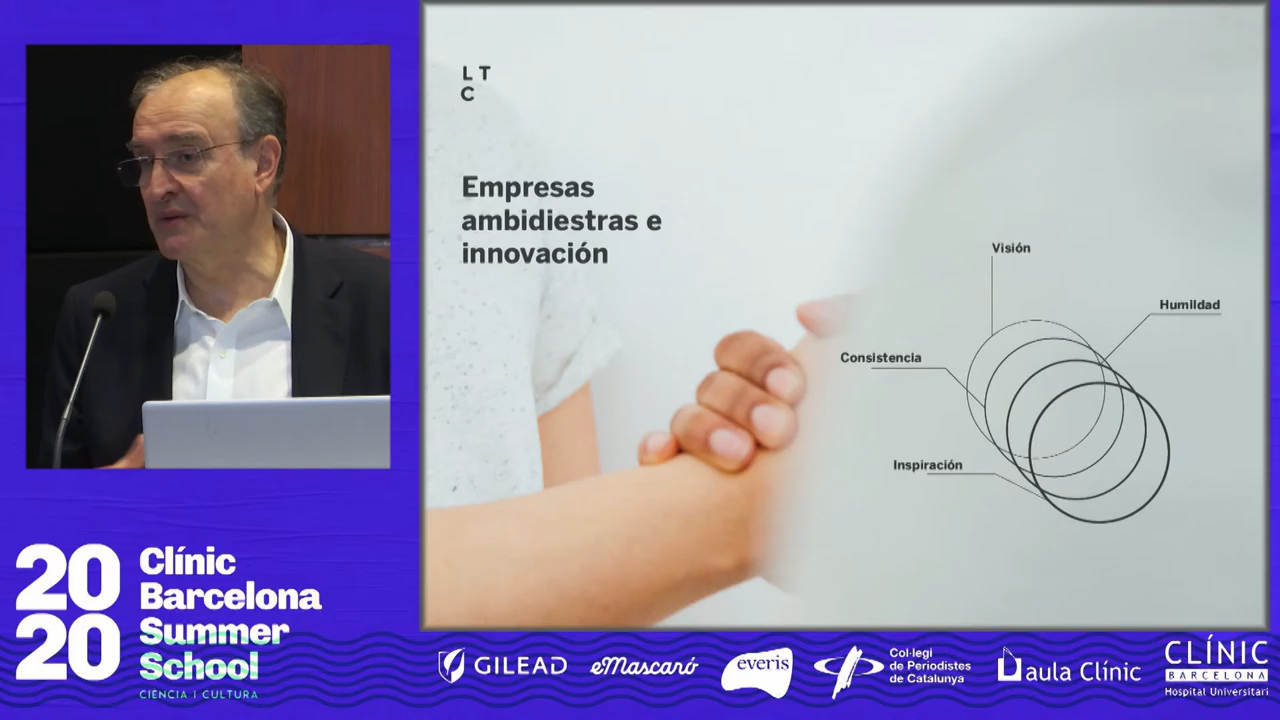 L T
C
Empresas
ambidiestras e
innovación
Visión
Humildad
Consistencia
Inspiración
20
20
Clínic
Barcelona
Summer
School
CIÈNCIA I CULTURA
GILEAD
eMascaró
everis
Col·legi
de Periodistes
de Catalunya
aula Clínic
CLÍNIC
BARCELONA
Hospital Universitari